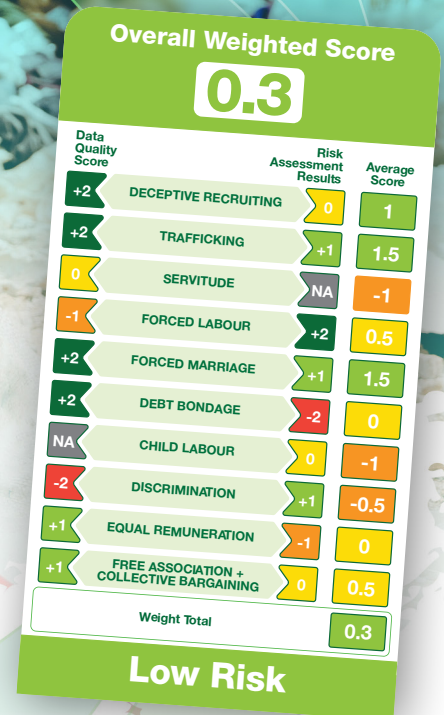 Overall Weighted Score
0.3
Data
Quality
Score
Risk
Assessment
Results
Average
Score
+2 DECEPTIVE RECRUITING 0 1
+2 TRAFFICKING +1 1.5
0 SERVITUDE NA -1
-1 FORCED LABOUR +2 0.5
+2 FORCED MARRIAGE +1 1.5
+2 DEBT BONDAGE -2 0
NA CHILD LABOUR 0 -1
-2 DISCRIMINATION +1 -0.5
+1 EQUAL REMUNERATION -1 0
+1 FREE ASSOCIATION +
COLLECTIVE BARGAINING 0 0.5
Weight Total 0.3
Low Risk